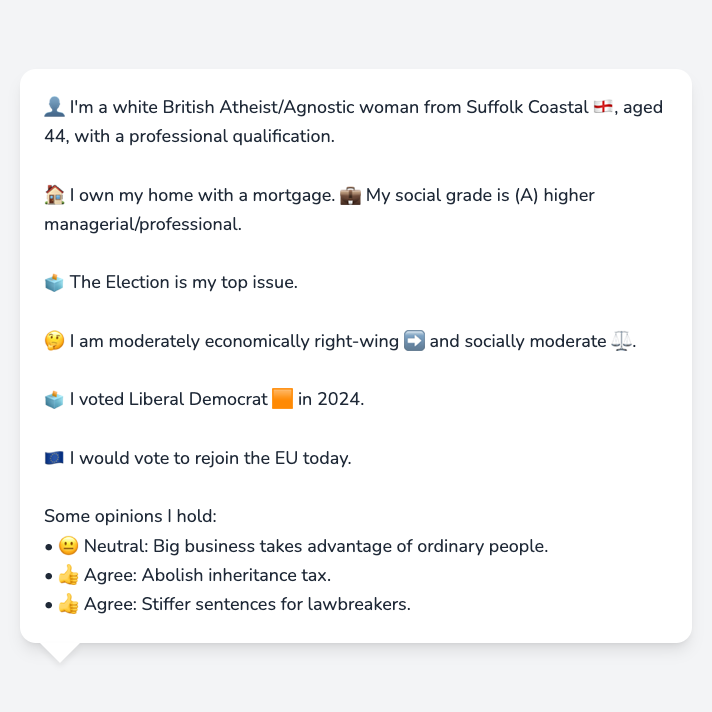 👤 I'm a white British Atheist/Agnostic woman from Suffolk Coastal 🏴󠁧󠁢󠁥󠁮󠁧󠁿, aged
44, with a professional qualification.
🏠 I own my home with a mortgage. 💼 My social grade is (A) higher
managerial/professional.
🗳️ The Election is my top issue.
🤔 I am moderately economically right-wing ➡️ and socially moderate ⚖️.
🗳️ I voted Liberal Democrat 🟧 in 2024.
🇪🇺 I would vote to rejoin the EU today.
Some opinions I hold:
• 😐 Neutral: Big business takes advantage of ordinary people.
• 👍 Agree: Abolish inheritance tax.
• 👍 Agree: Stiffer sentences for lawbreakers.